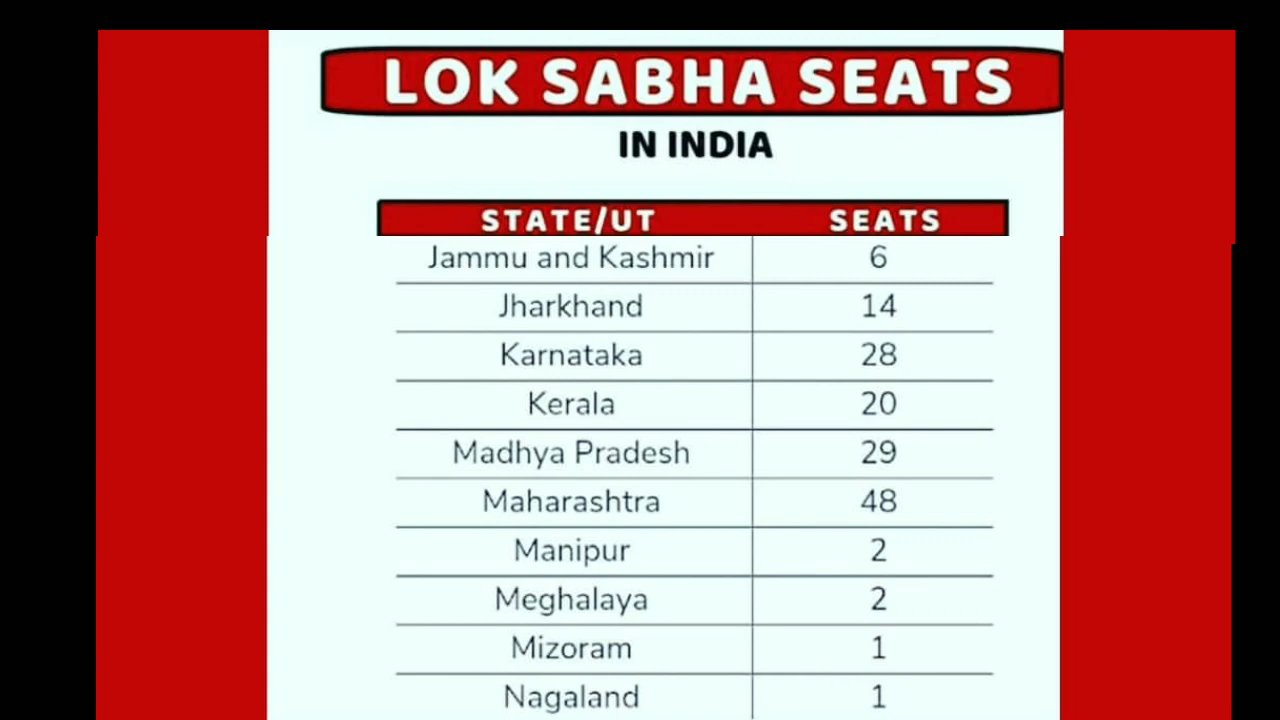 LOK SABHA SEATS
IN INDIA
STATE/UT SEATS
Jammu and Kashmir 6
Jharkhand 14
Karnataka 28
Kerala 20
Madhya Pradesh 29
Maharashtra 48
Manipur 2
Meghalaya 2
Mizoram 1
Nagaland 1